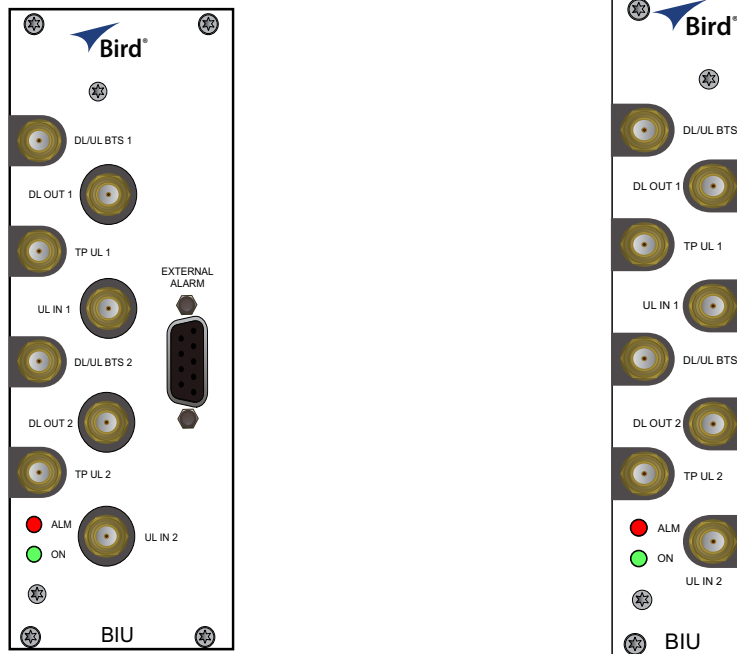 Bird®
DL/UL BTS 1
DL OUT 1
TP UL 1
EXTERNAL
ALARM
UL IN 1
DL/UL BTS 2
DL OUT 2
TP UL 2
ALM
UL IN 2
ON
BIU
Bird®
DL/UL BTS
DL OUT 1
TP UL 1
UL IN 1
DL/UL BTS
DL OUT 2
TP UL 2
ALM
ON
UL IN 2
BIU